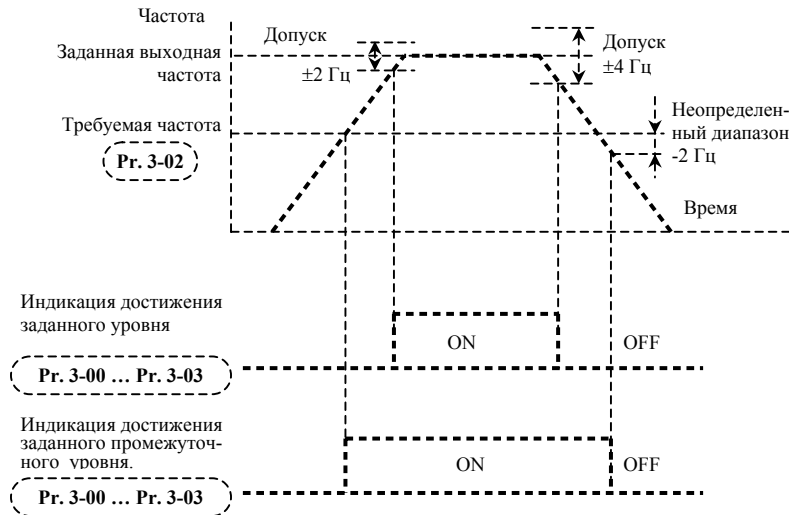 Частота
Допуск
Заданная выходная
частота
±2 Гц
Допуск
±4 Гц
Требуемая частота
Pr. 3-02
Неопределен-
ный диапазон
-2 Гц
Время
Индикация достижения
заданного уровня
ON
OFF
Pr. 3-00 ... Pr. 3-03
Индикация достижения
заданного промежуточ-
ного уровня.
ON
OFF
Pr. 3-00 ... Pr. 3-03